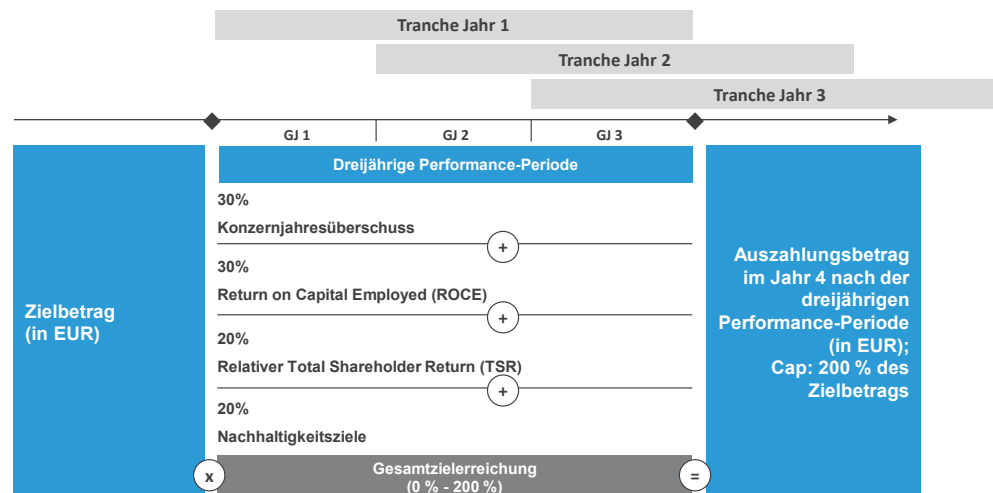 Tranche Jahr 1
Tranche Jahr 2
Tranche Jahr 3
GJ 1
GJ 2
GJ 3
Zielbetrag
(in EUR)
Dreijährige Performance-Periode
30%
Konzernjahresüberschuss
+
30%
Return on Capital Employed (ROCE)
+
20%
Relativer Total Shareholder Return (TSR)
+
20%
Nachhaltigkeitsziele
x
Gesamtzielerreichung
(0 % - 200 %)
=
Auszahlungsbetrag
im Jahr 4 nach der
dreijährigen
Performance-Periode
(in EUR);
Cap: 200 % des
Zielbetrags